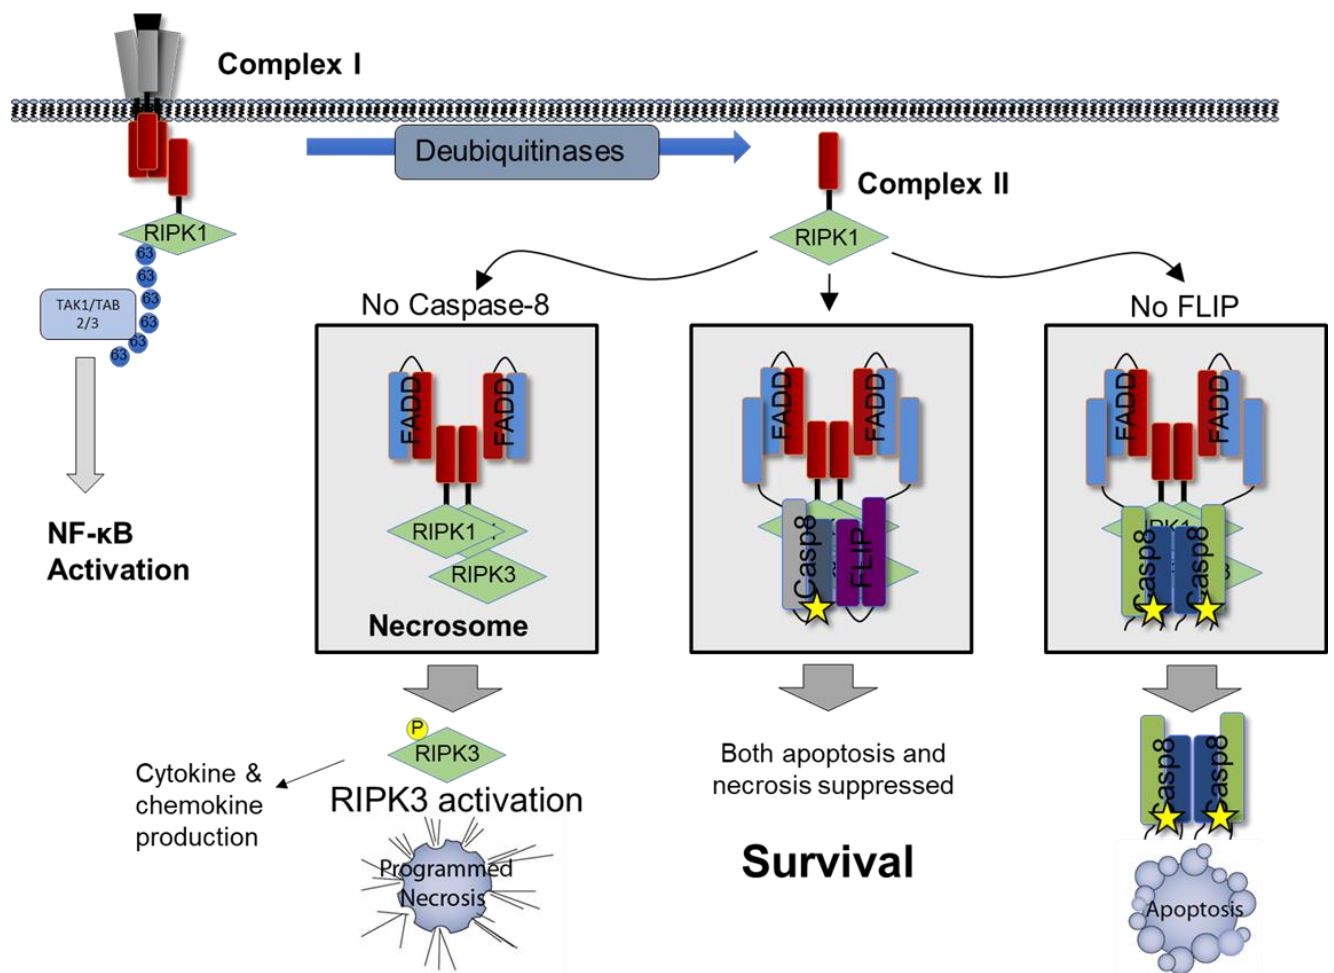 Complex I
Deubiquitinases
Complex II
RIPK1
RIPK1
63
63
63
63
63
63
TAK1/TAB
2/3
NF-κB
Activation
No Caspase-8
FADD
FADD
RIPK1
RIPK3
Necrosome
FADD
FADD
Casp8
FLIP
No FLIP
FADD
FADD
Casp8
Casp8
P
RIPK3
RIPK3 activation
Cytokine &
chemokine
production
Programmed
Necrosis
Both apoptosis and
necrosis suppressed
Survival
Casp8
Casp8
Apoptosis